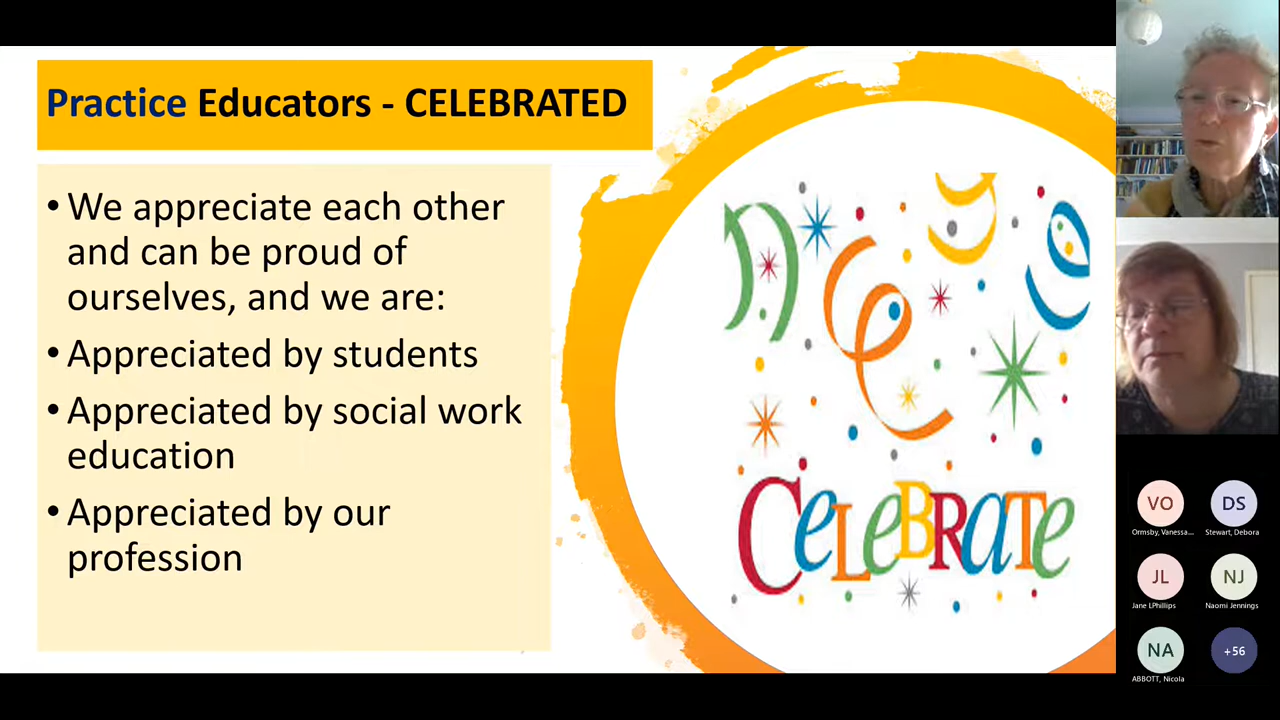 Practice Educators - CELEBRATED
• We appreciate each other
and can be proud of
ourselves, and we are:
• Appreciated by students
• Appreciated by social work
education
• Appreciated by our
profession
CeLeBRaTe
VO
DS
Ormsby, Vanessa...
Stewart, Debora
JL
NJ
Jane LPhillips
Naomi Jennings
NA
+56
ABBOTT, Nicola